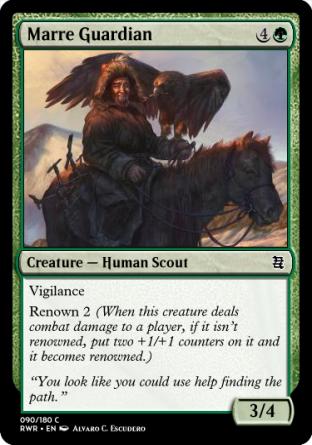 Marre Guardian 4
Creature — Human Scout
Vigilance
Renown 2 (When this creature deals
combat damage to a player, if it isn't
renowned, put two +1/+1 counters on it and
it becomes renowned.)
“You look like you could use help finding the
path.”
3/4
090/180 C
RWR • EN Alvaro C. Escudero